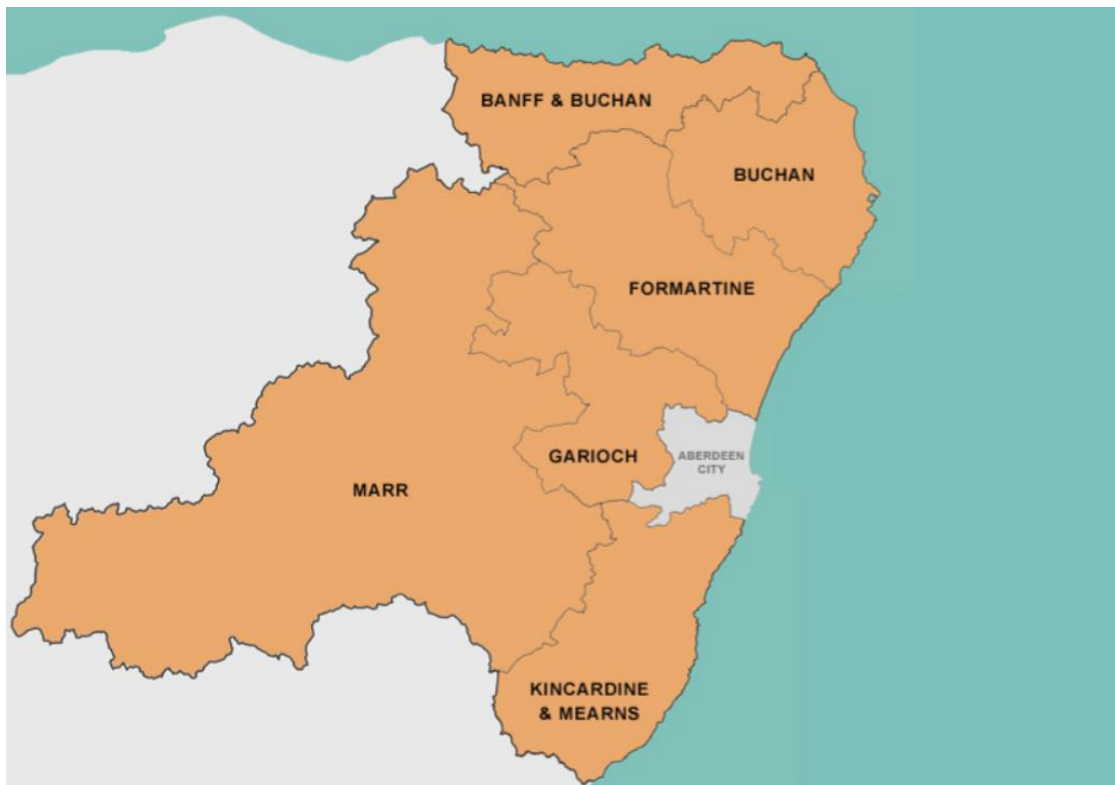 BANFF & BUCHAN
BUCHAN
FORMARTINE
GARIOCH
ABERDEEN
CITY
MARR
KINCARDINE
& MEARNS